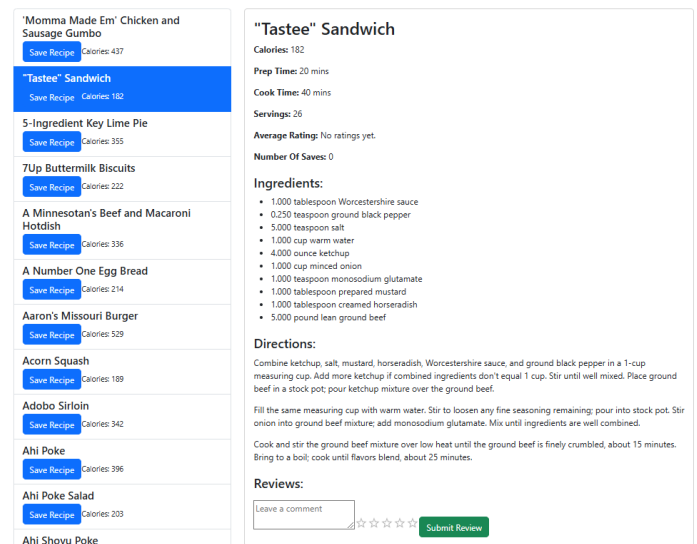 'Momma Made Em' Chicken and
Sausage Gumbo
Save Recipe Calories: 437
"Tastee" Sandwich
Save Recipe Calories: 182
5-Ingredient Key Lime Pie
Save Recipe Calories: 355
7Up Buttermilk Biscuits
Save Recipe Calories: 222
A Minnesotan's Beef and Macaroni
Hotdish
Save Recipe Calories: 336
A Number One Egg Bread
Save Recipe Calories: 214
Aaron's Missouri Burger
Save Recipe Calories: 529
Acorn Squash
Save Recipe Calories: 189
Adobo Sirloin
Save Recipe Calories: 342
Ahi Poke
Save Recipe Calories: 396
Ahi Poke Salad
Save Recipe Calories: 203
Ahi Shoyu Poke
"Tastee" Sandwich
Calories: 182
Prep Time: 20 mins
Cook Time: 40 mins
Servings: 26
Average Rating: No ratings yet.
Number Of Saves: 0
Ingredients:
1.000 tablespoon Worcestershire sauce
0.250 teaspoon ground black pepper
5.000 teaspoon salt
1.000 cup warm water
4.000 ounce ketchup
1.000 cup minced onion
1.000 teaspoon monosodium glutamate
1.000 tablespoon prepared mustard
1.000 tablespoon creamed horseradish
5.000 pound lean ground beef
Directions:
Combine ketchup, salt, mustard, horseradish, Worcestershire sauce, and ground black pepper in a 1-cup
measuring cup. Add more ketchup if combined ingredients don't equal 1 cup. Stir until well mixed. Place ground
beef in a stock pot; pour ketchup mixture over the ground beef.
Fill the same measuring cup with warm water. Stir to loosen any fine seasoning remaining; pour into stock pot. Stir
onion into ground beef mixture; add monosodium glutamate. Mix until ingredients are well combined.
Cook and stir the ground beef mixture over low heat until the ground beef is finely crumbled, about 15 minutes.
Bring to a boil; cook until flavors blend, about 25 minutes.
Reviews:
Leave a comment
Submit Review